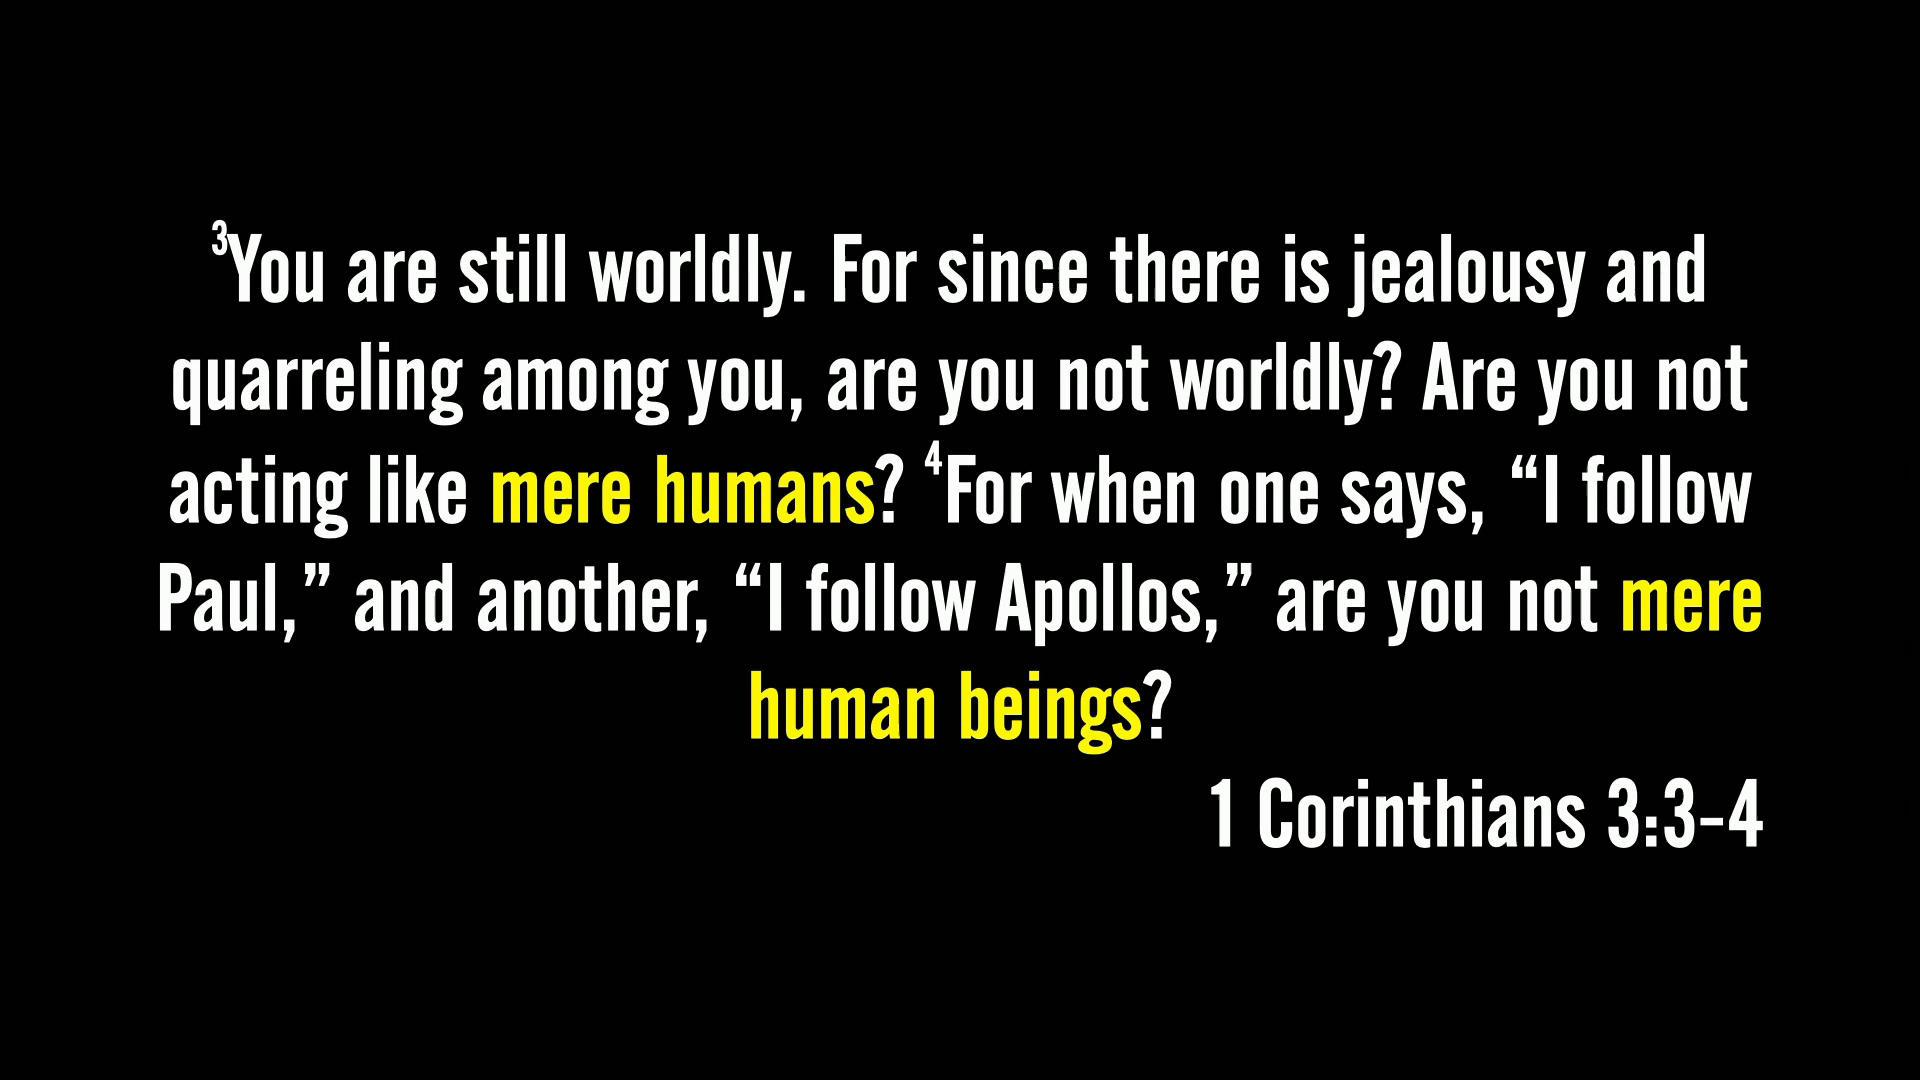 ³You are still worldly. For since there is jealousy and
quarreling among you, are you not worldly? Are you not
acting like mere humans? ⁴For when one says, “I follow
Paul,” and another, “I follow Apollos,” are you not mere
human beings?
1 Corinthians 3:3-4